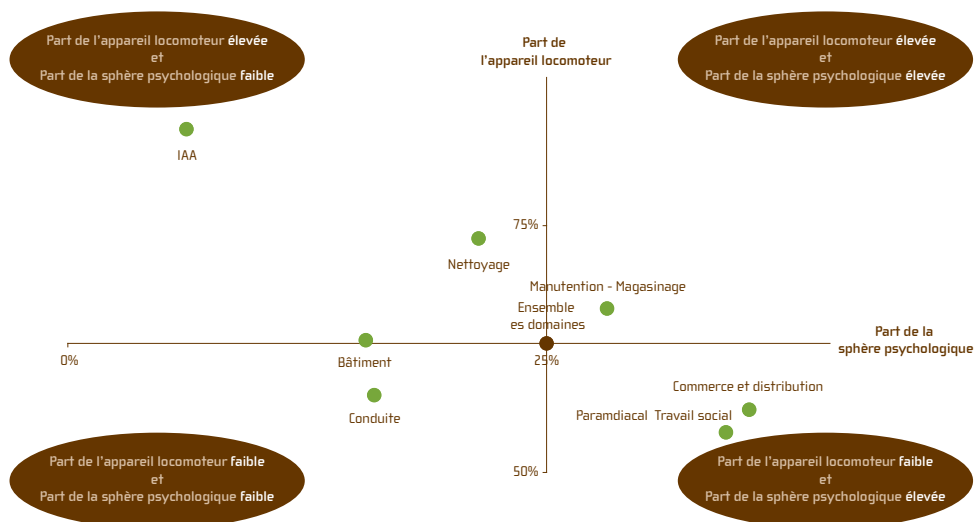 Part de l'appareil locomoteur élevée
et
Part de la sphère psychologique faible
Part de
l'appareil locomoteur
Part de l'appareil locomoteur élevée
et
Part de la sphère psychologique élevée
IAA
75%
Nettoyage
Manutention - Magasinage
Ensemble
es domaines
Part de la
sphère psychologique
0%
25%
Bâtiment
Commerce et distribution
Conduite
Paramdiacal Travail social
Part de l'appareil locomoteur faible
et
Part de la sphère psychologique faible
50%
Part de l'appareil locomoteur faible
et
Part de la sphère psychologique élevée